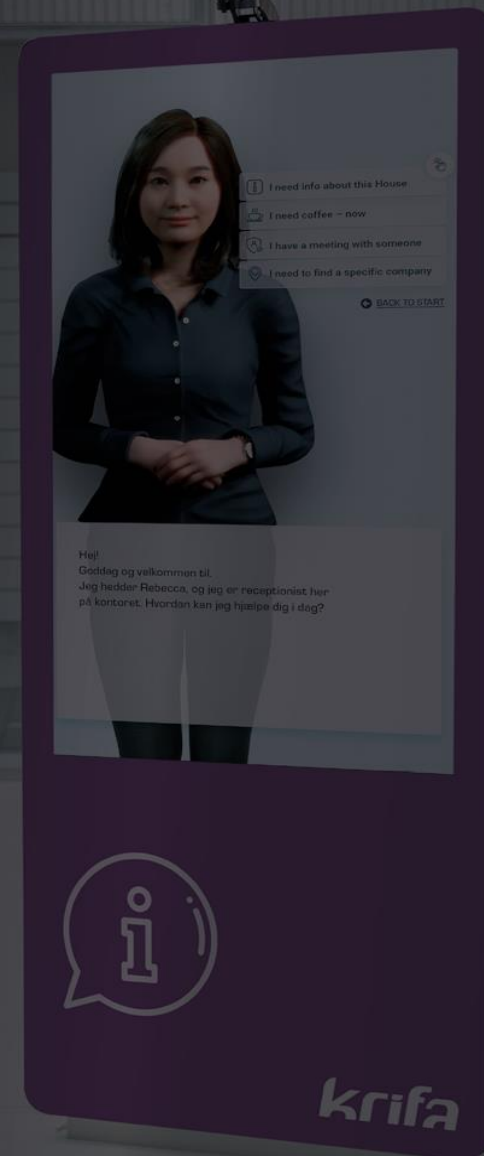 I need info about this House
I need coffee – now
I have a meeting with someone
I need to find a specific company
BACK TO START
Hej!
Goddag og velkommen til.
Jeg hedder Rebecca, og jeg er receptionist her
på kontoret. Hvordan kan jeg hjælpe dig i dag?
i
krifa